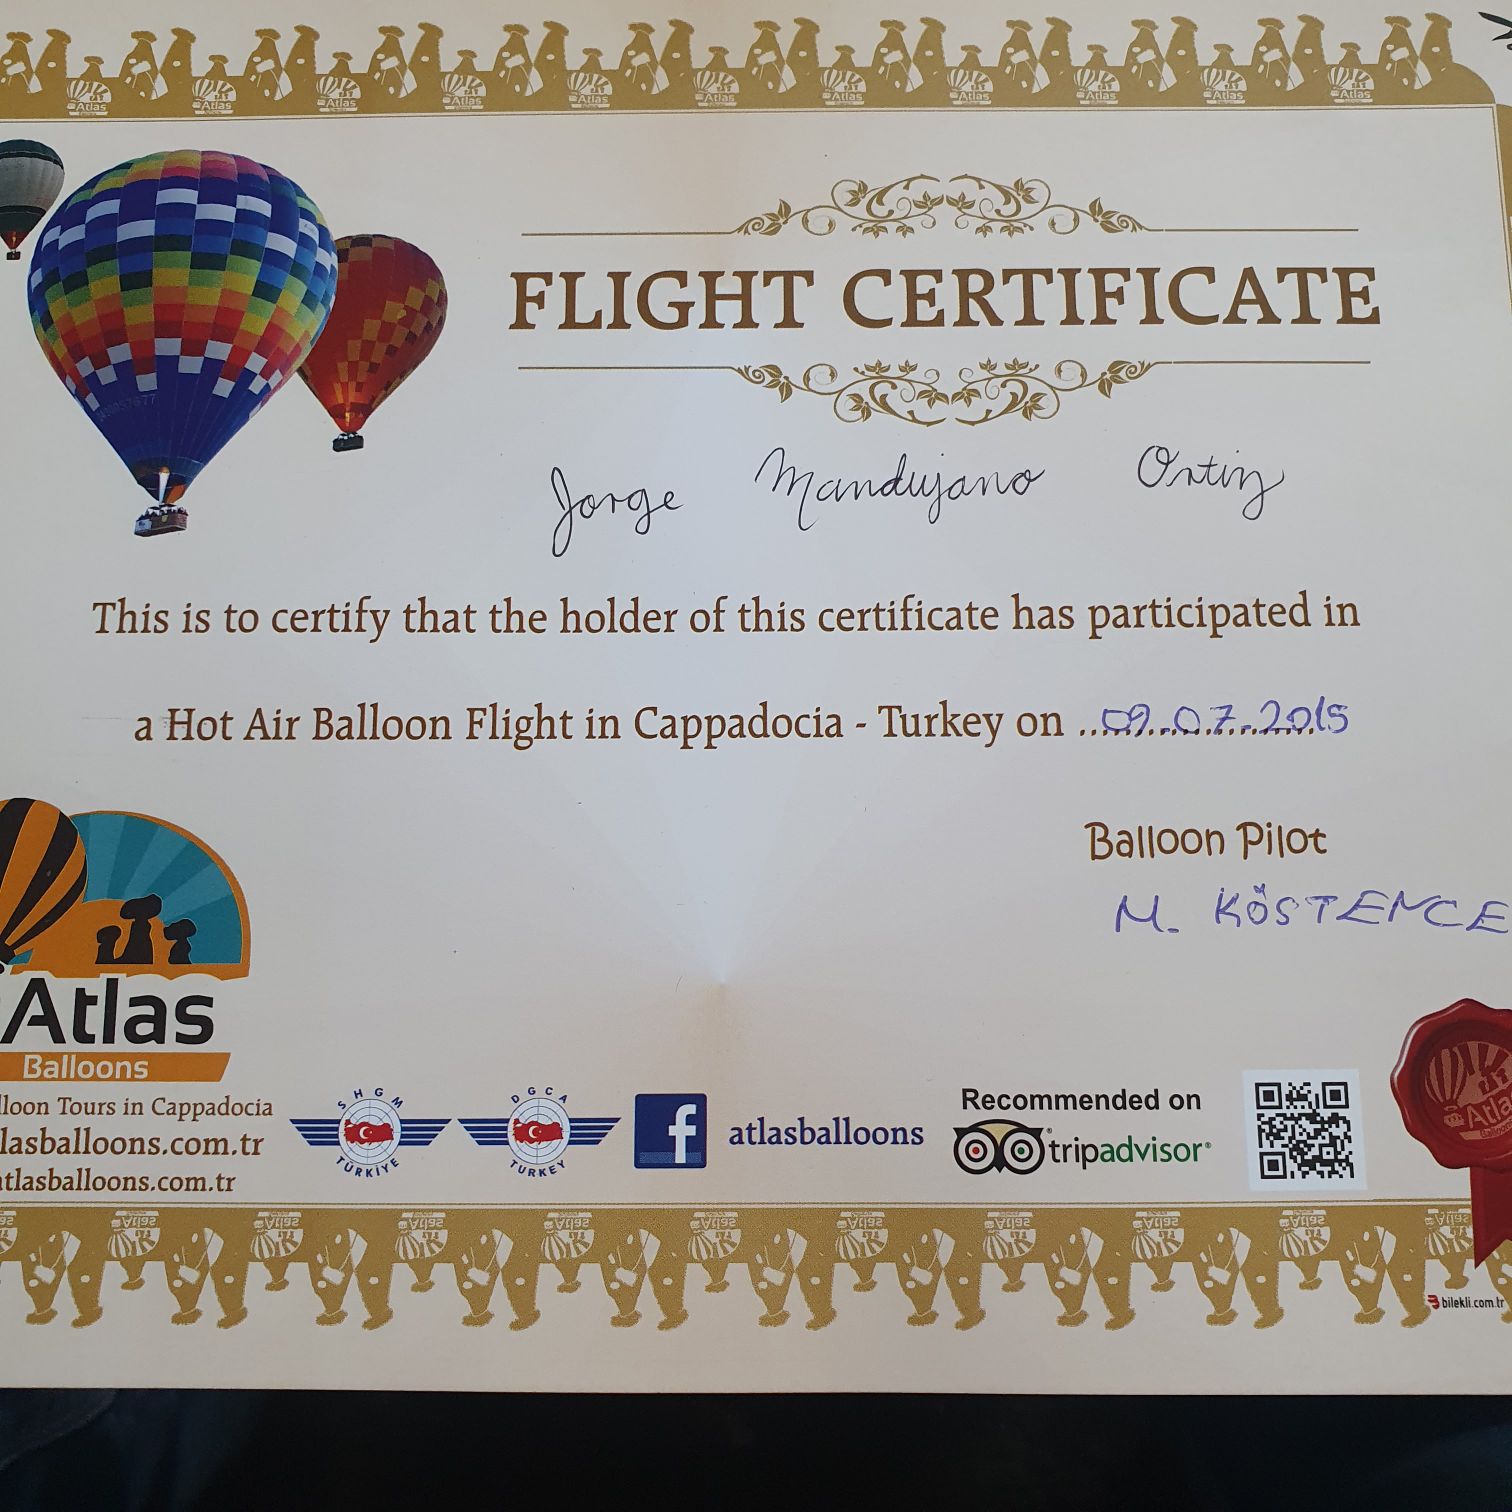 FLIGHT CERTIFICATE
Jorge Mandujano Ortiz
This is to certify that the holder of this certificate has participated in
a Hot Air Balloon Flight in Cappadocia - Turkey on 09.07.2015
Balloon Pilot
M. KÖSTENCE
Atlas
Balloons
lloon Tours in Cappadocia
lasballoons.com.tr
atlasballoons.com.tr
SHGM
TÜRKİYE
DGCA
TURKEY
f
atlasballoons
Recommended on
tripadvisor®
bilekli.com.tr